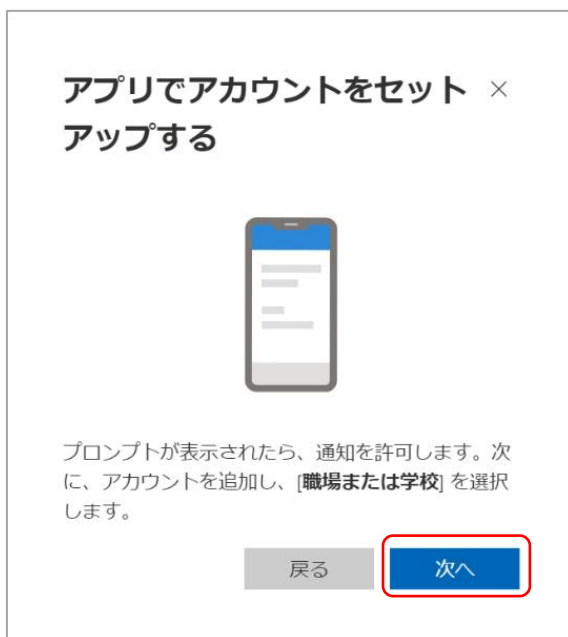 アプリでアカウントをセット
アップする
プロンプトが表示されたら、通知を許可します。次
に、アカウントを追加し、[職場または学校] を選択
します。
戻る
次へ